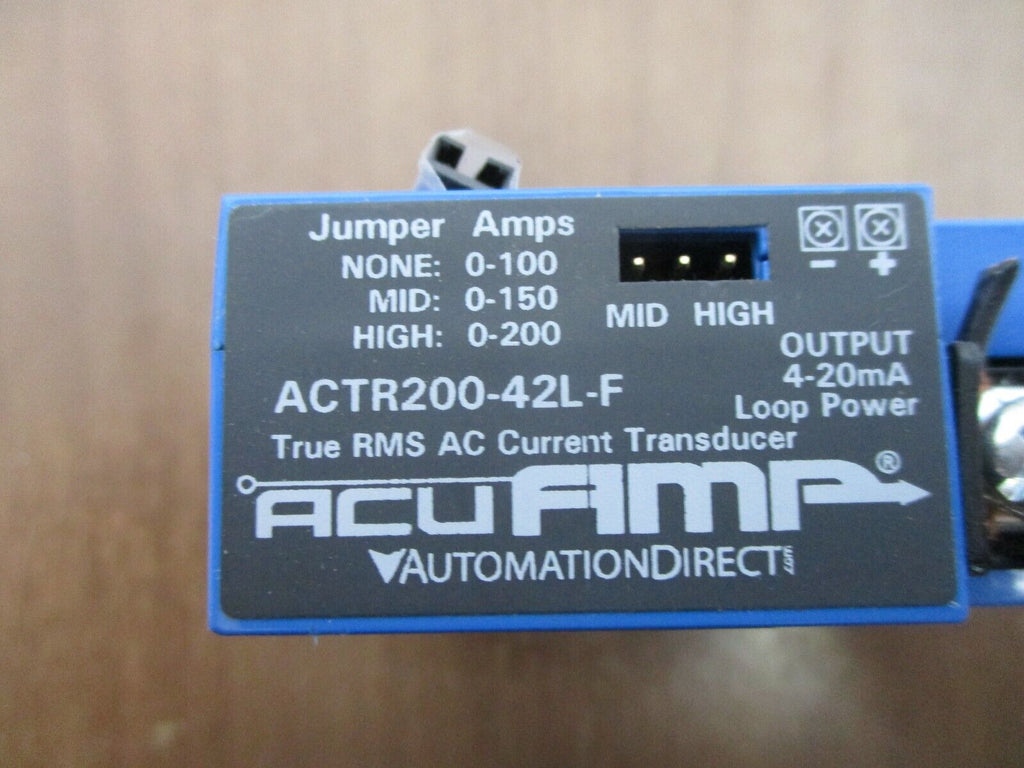 Jumper Amps
NONE: 0-100
MID: 0-150
HIGH: 0-200
MID HIGH
- +
OUTPUT
4-20mA
Loop Power
ACTR200-42L-F
True RMS AC Current Transducer
ACUAMP®
AUTOMATIONDIRECT.com